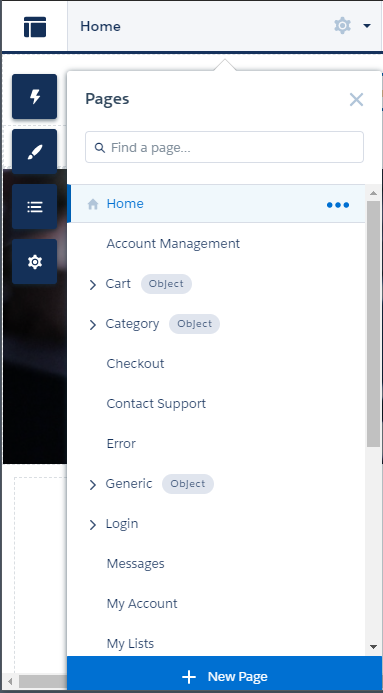 Home
Pages
Find a page...
Home
Account Management
Cart Object
Category Object
Checkout
Contact Support
Error
Generic Object
Login
Messages
My Account
My Lists
New Page